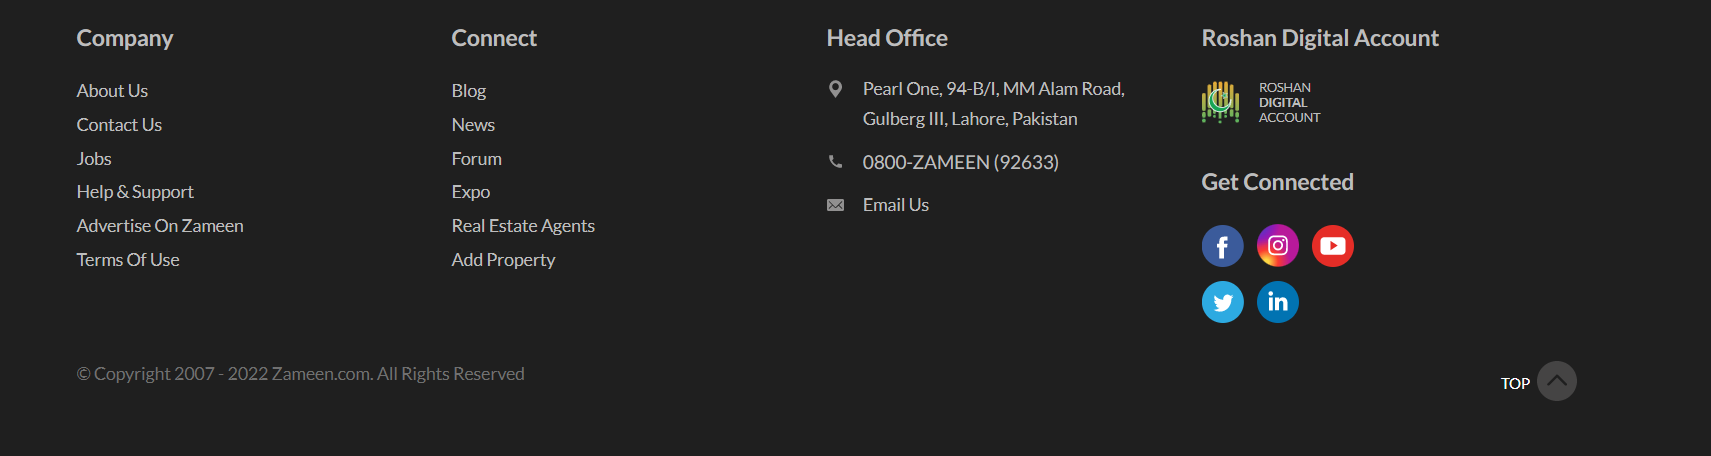 Company
About Us
Contact Us
Jobs
Help & Support
Advertise On Zameen
Terms Of Use
Connect
Blog
News
Forum
Expo
Real Estate Agents
Add Property
Head Office
Pearl One, 94-B/I, MM Alam Road,
Gulberg III, Lahore, Pakistan
0800-ZAMEEN (92633)
Email Us
Roshan Digital Account
ROSHAN
DIGITAL
ACCOUNT
Get Connected
© Copyright 2007 - 2022 Zameen.com. All Rights Reserved
TOP